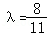 λ = 8/11